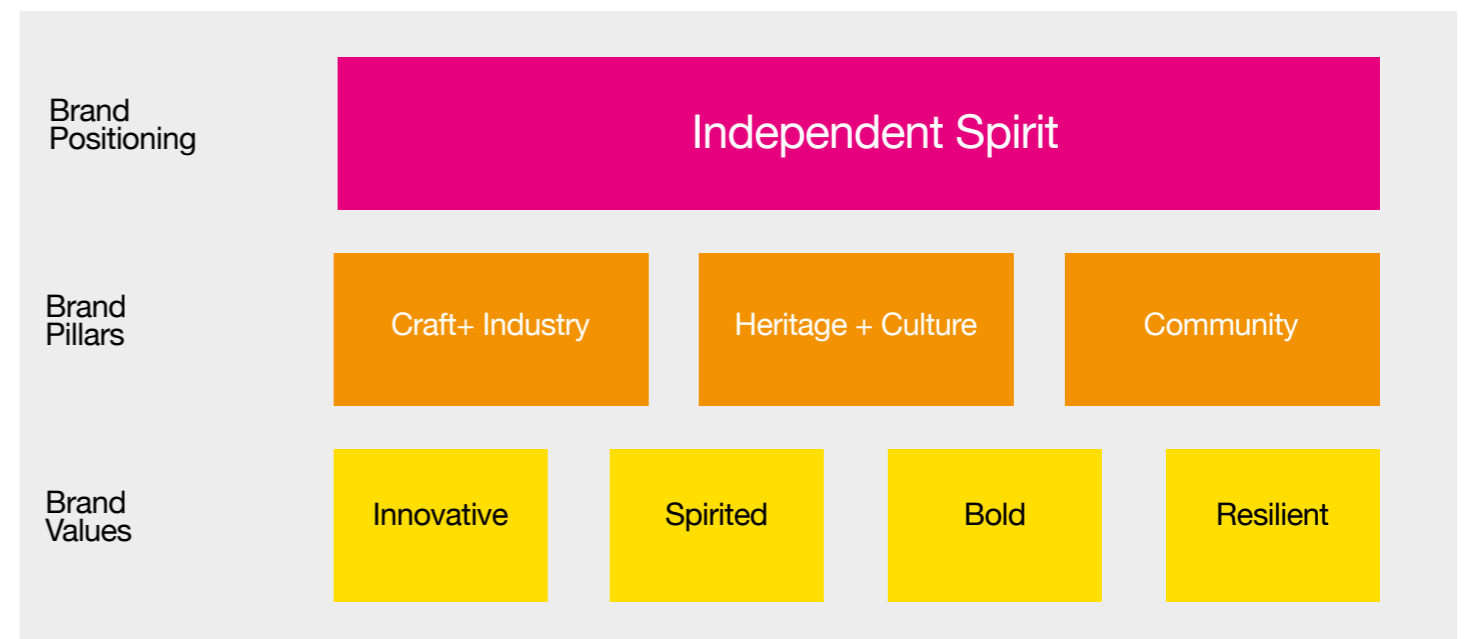 Brand
Positioning
Independent Spirit
Brand
Pillars
Craft+ Industry
Heritage + Culture
Community
Brand
Values
Innovative
Spirited
Bold
Resilient